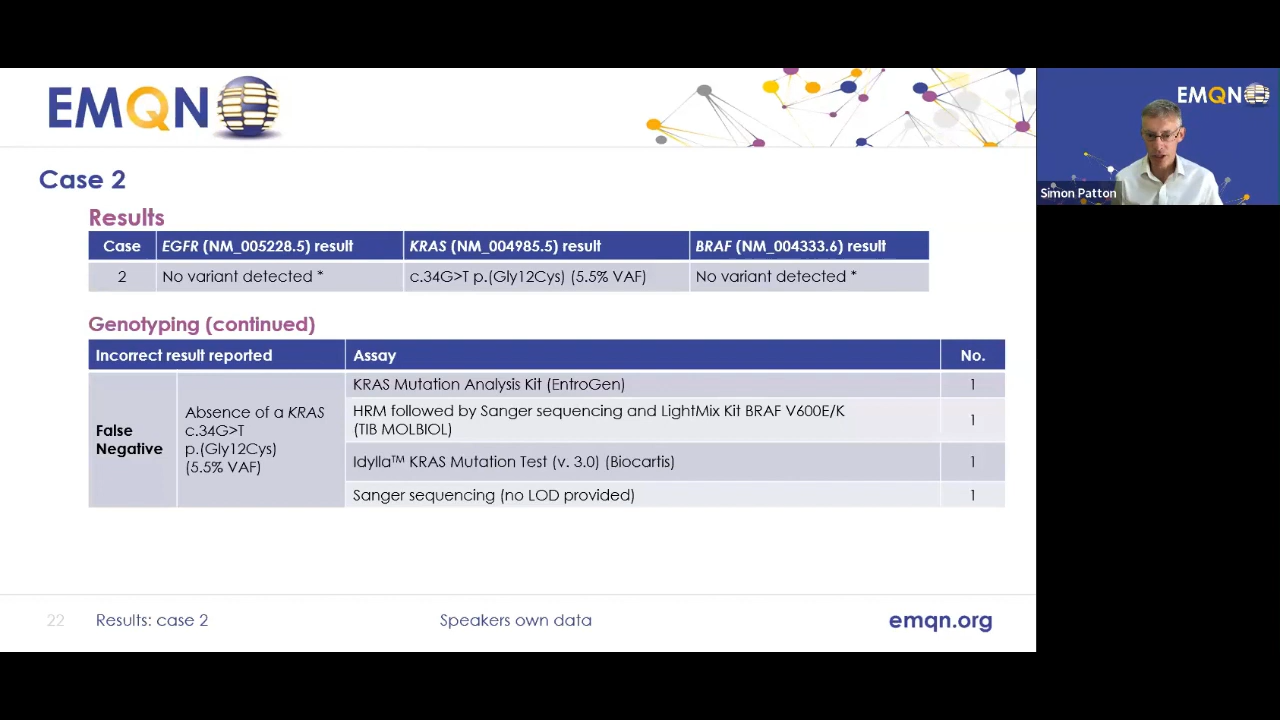 EMQN
EMQN
Simon Patton
Case 2
Results
Case EGFR (NM_005228.5) result KRAS (NM_004985.5) result BRAF (NM_004333.6) result
2 No variant detected * c.34G>T p.(Gly12Cys) (5.5% VAF) No variant detected *
Genotyping (continued)
Incorrect result reported Assay No.
False
Negative
Absence of a KRAS
c.34G>T
p.(Gly12Cys)
(5.5% VAF)
KRAS Mutation Analysis Kit (EntroGen) 1
HRM followed by Sanger sequencing and LightMix Kit BRAF V600E/K
(TIB MOLBIOL) 1
Idylla™ KRAS Mutation Test (v. 3.0) (Biocartis) 1
Sanger sequencing (no LOD provided) 1
22 Results: case 2 Speakers own data emqn.org